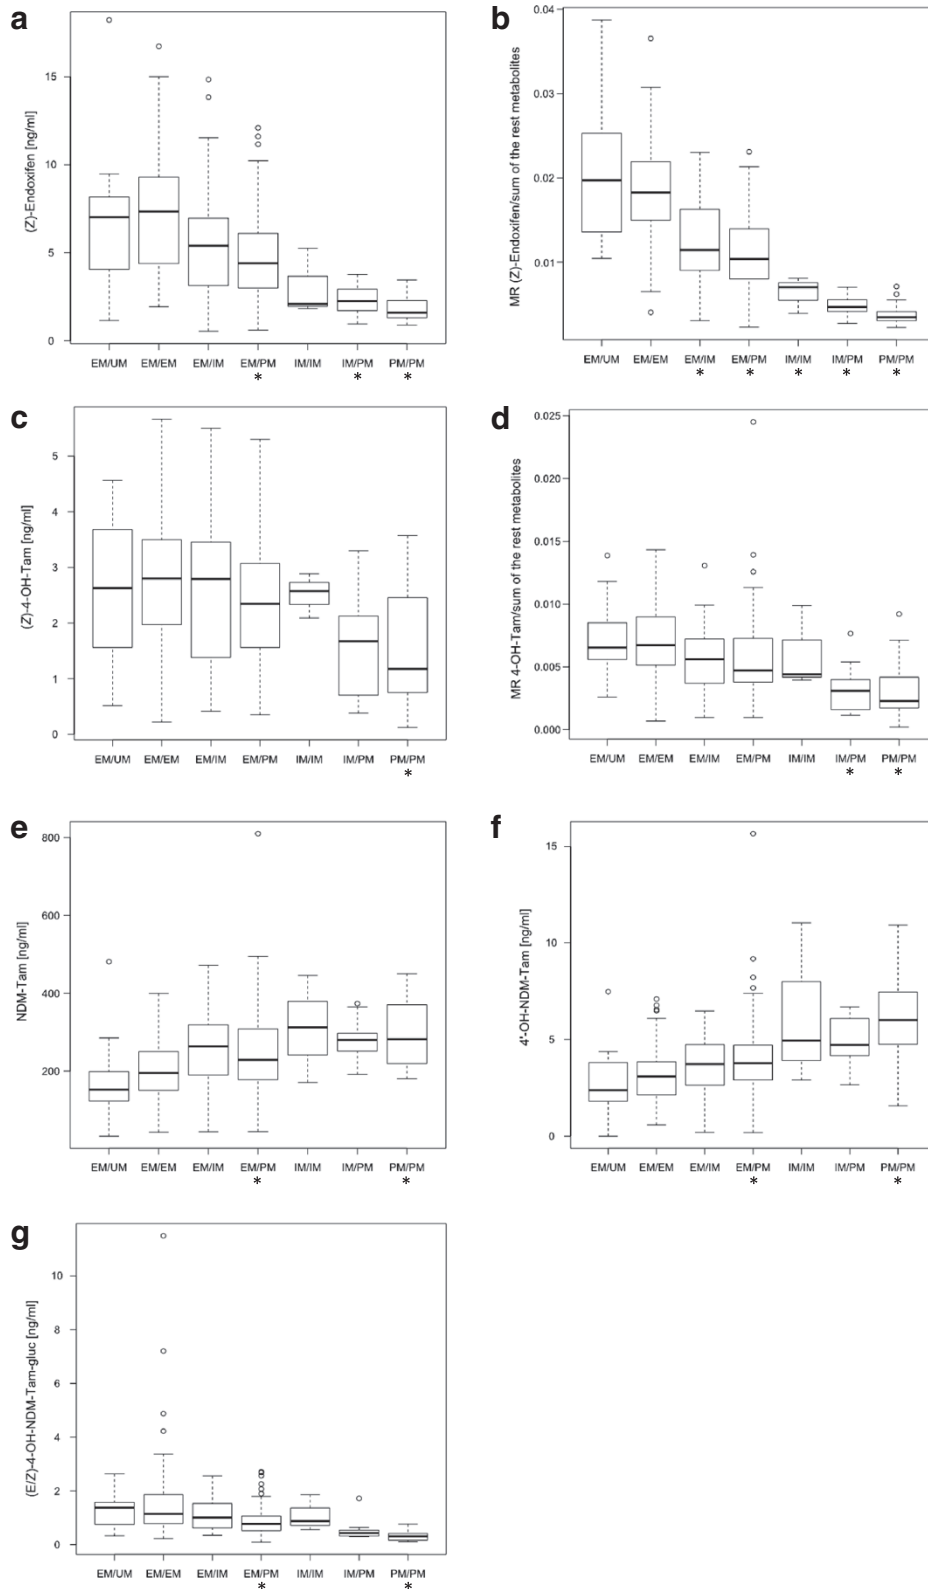 a
(Z)-Endoxifen [ng/ml]
15
10
5
0
EM/UM EM/EM EM/IM EM/PM IM/IM IM/PM PM/PM
* * *
b
MR (Z)-Endoxifen/sum of the rest metabolites
0.04
0.03
0.02
0.01
EM/UM EM/EM EM/IM EM/PM IM/IM IM/PM PM/PM
* * * * *
c
(Z)-4-OH-Tam [ng/ml]
5
4
3
2
1
0
EM/UM EM/EM EM/IM EM/PM IM/IM IM/PM PM/PM
*
d
MR 4-OH-Tam/sum of the rest metabolites
0.025
0.020
0.015
0.010
0.005
0.000
EM/UM EM/EM EM/IM EM/PM IM/IM IM/PM PM/PM
* *
e
NDM-Tam [ng/ml]
800
600
400
200
EM/UM EM/EM EM/IM EM/PM IM/IM IM/PM PM/PM
* *
f
4'-OH-NDM-Tam [ng/ml]
15
10
5
0
EM/UM EM/EM EM/IM EM/PM IM/IM IM/PM PM/PM
* *
g
(E/Z)-4-OH-NDM-Tam-gluc [ng/ml]
10
8
6
4
2
0
EM/UM EM/EM EM/IM EM/PM IM/IM IM/PM PM/PM
* *